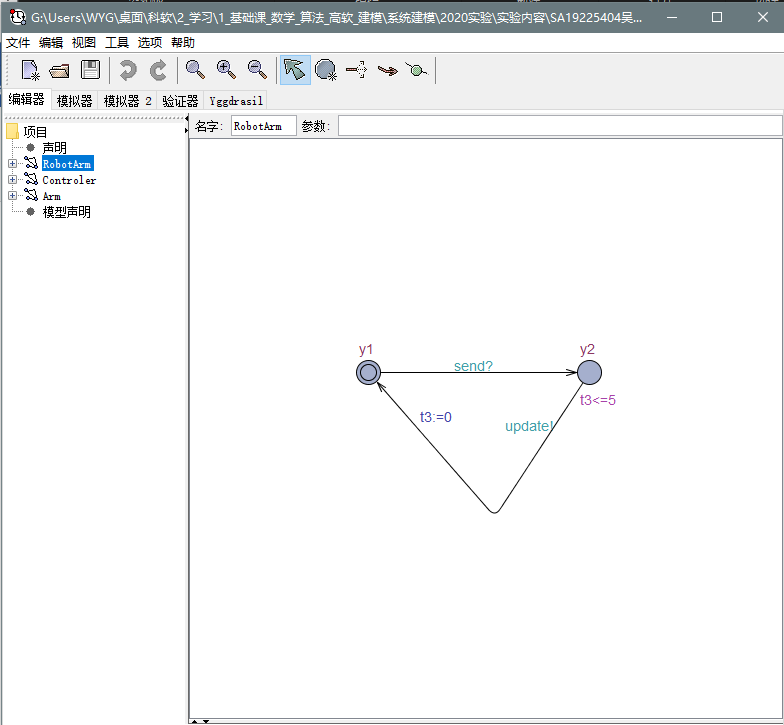 G:\Users\WYG\桌面\科软\2_学习\1_基础课_数学_算法_高软_建模\系统建模\2020实验\实验内容\SA19225404吴...
文件 编辑 视图 工具 选项 帮助
编辑器 模拟器 模拟器 2 验证器 Yggdrasil
项目
声明
RobotArm
Controler
Arm
模型声明
名字: RobotArm 参数:
y1
y2
send?
t3<=5
t3:=0
update!